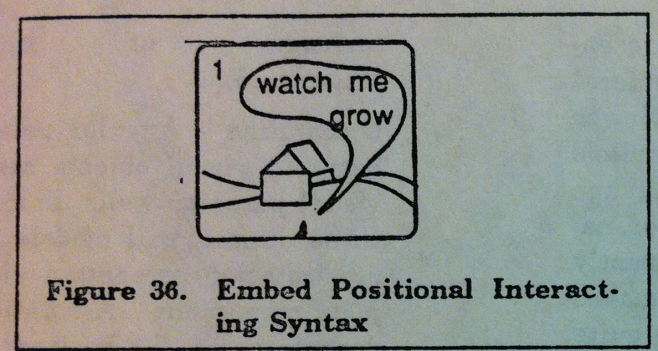 1
watch me
grow
Figure 36. Embed Positional Interact-
ing Syntax